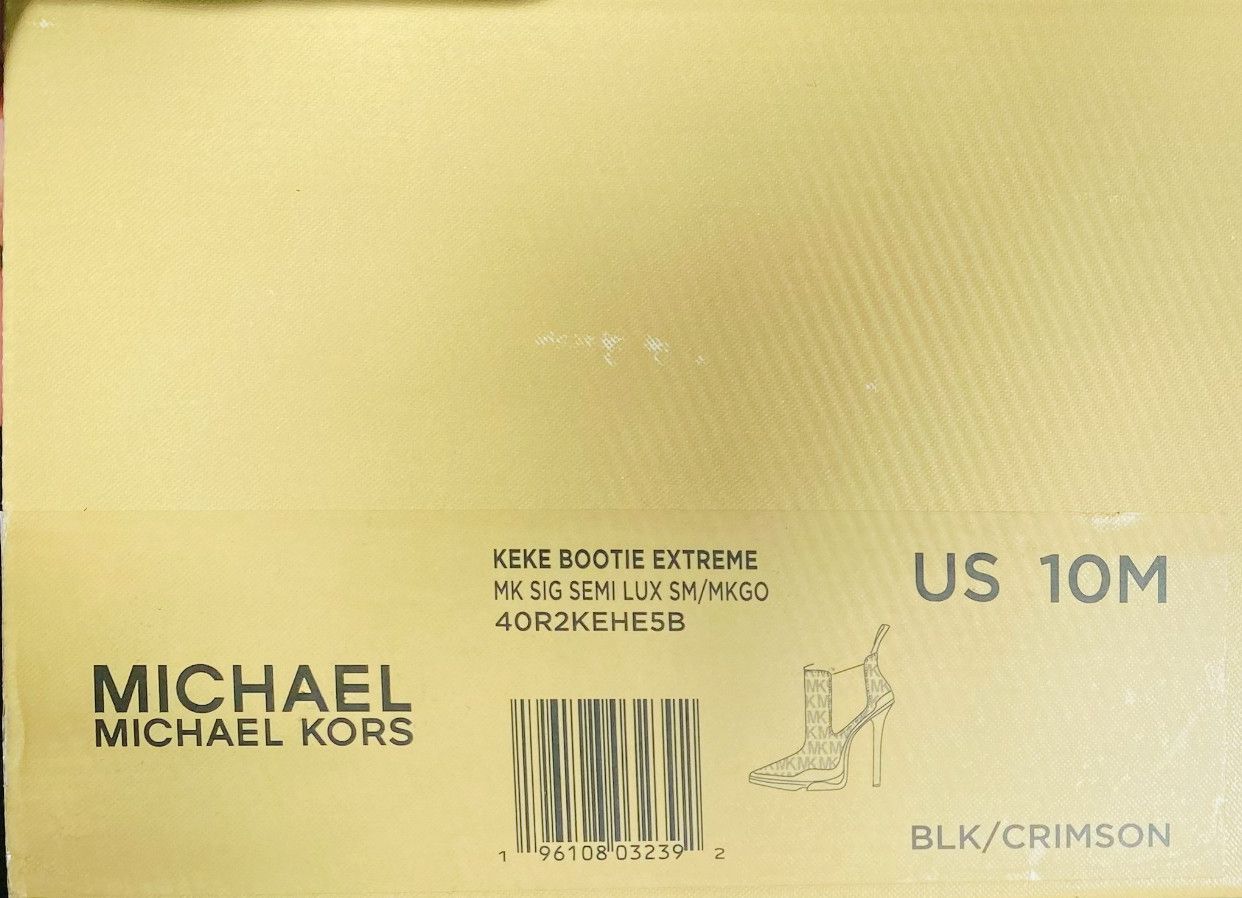 KEKE BOOTIE EXTREME
MK SIG SEMI LUX SM/MKGO
40R2KEHE5B
US 10M
MICHAEL
MICHAEL KORS
1 96108 03239 2
BLK/CRIMSON